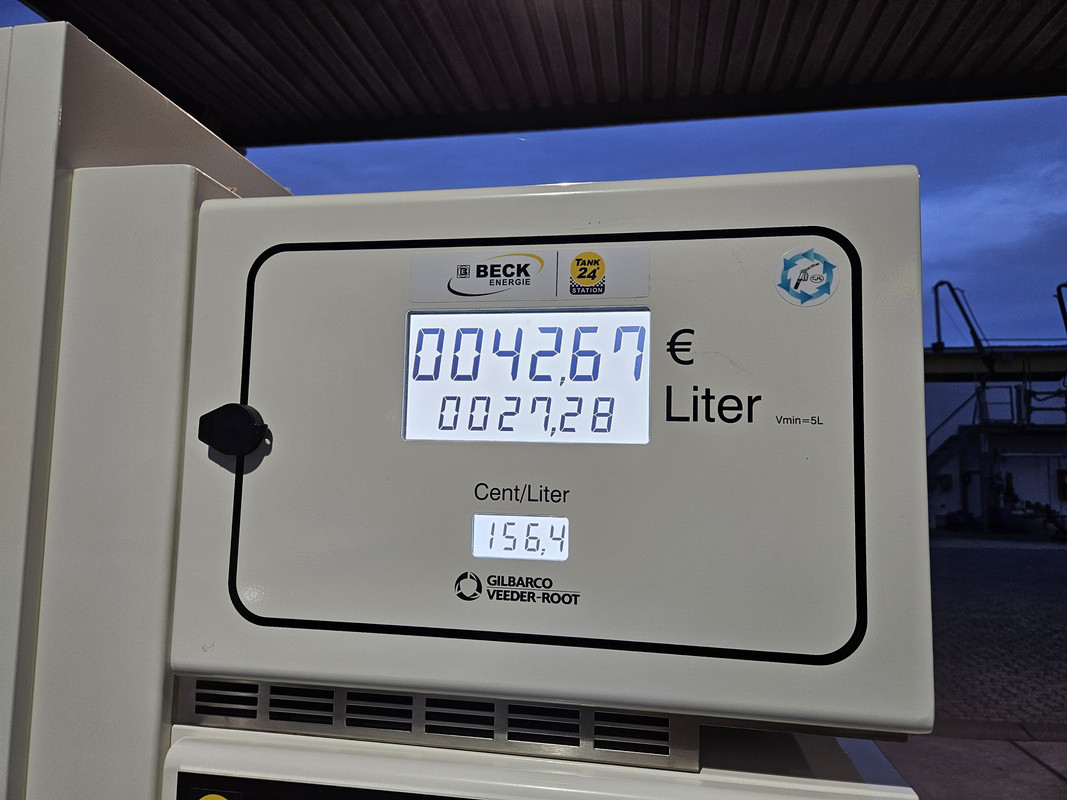 BECK
ENERGIE
TANK
24
STATION
0042,67 €
0027,28 Liter Vmin=5L
Cent/Liter
156,4
GILBARCO
VEEDER-ROOT